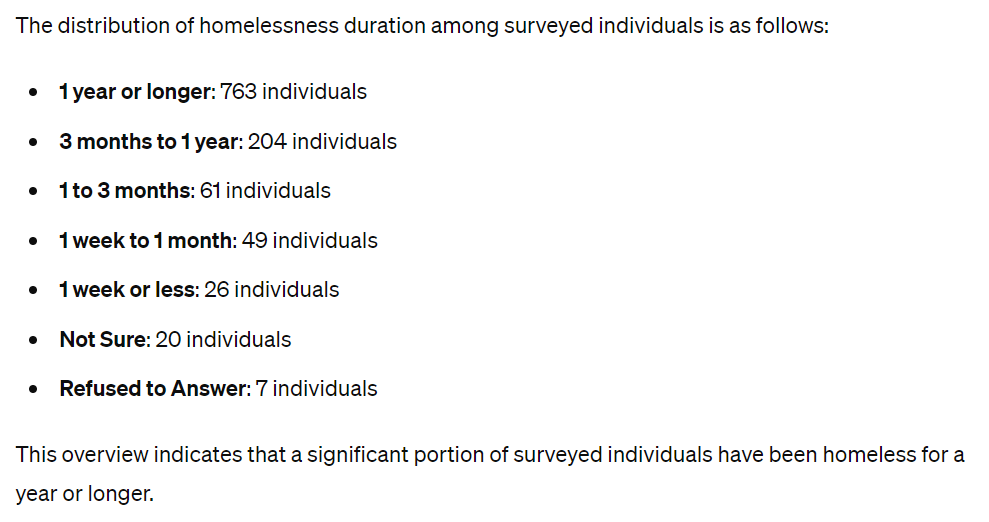 The distribution of homelessness duration among surveyed individuals is as follows:
• 1 year or longer: 763 individuals
• 3 months to 1 year: 204 individuals
• 1 to 3 months: 61 individuals
• 1 week to 1 month: 49 individuals
• 1 week or less: 26 individuals
• Not Sure: 20 individuals
• Refused to Answer: 7 individuals
This overview indicates that a significant portion of surveyed individuals have been homeless for a
year or longer.